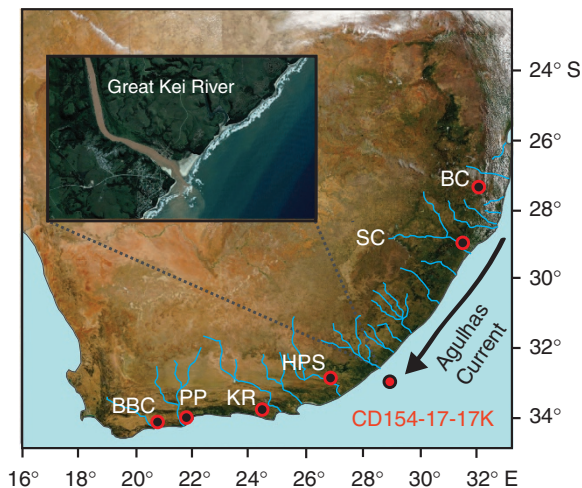 Great Kei River
24° S
26°
BC
28°
SC
30°
Agulhas
Current
32°
HPS
BBC
PP
KR
CD154-17-17K
34°
16°
18°
20°
22°
24°
26°
28°
30°
32° E